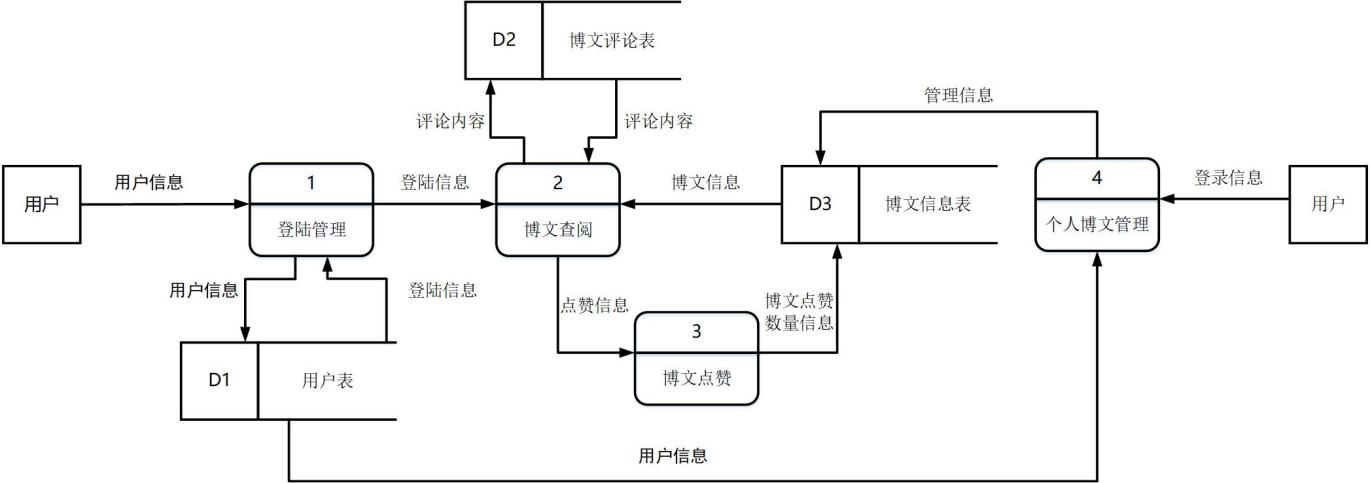 D2
博文评论表
管理信息
评论内容
评论内容
用户
用户信息
1
登陆管理
登陆信息
2
博文查阅
博文信息
D3
博文信息表
4
个人博文管理
登录信息
用户
用户信息
登陆信息
点赞信息
博文点赞
数量信息
3
博文点赞
D1
用户表
用户信息